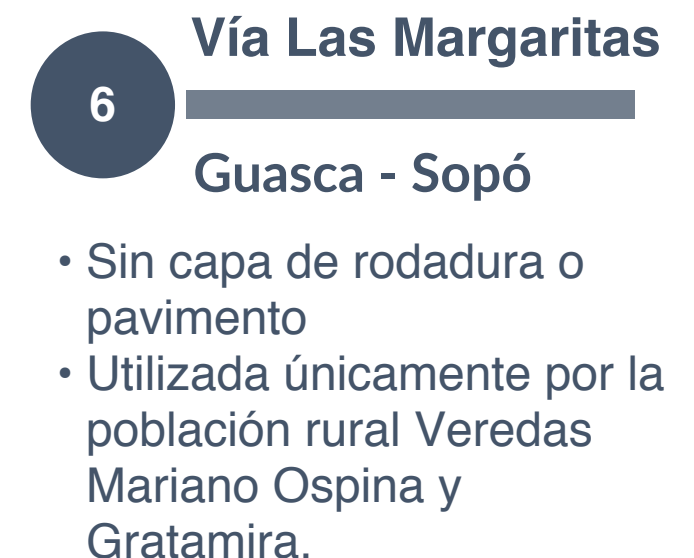 Vía Las Margaritas
6
Guasca - Sopó
• Sin capa de rodadura o
pavimento
• Utilizada únicamente por la
población rural Veredas
Mariano Ospina y
Gratamira.